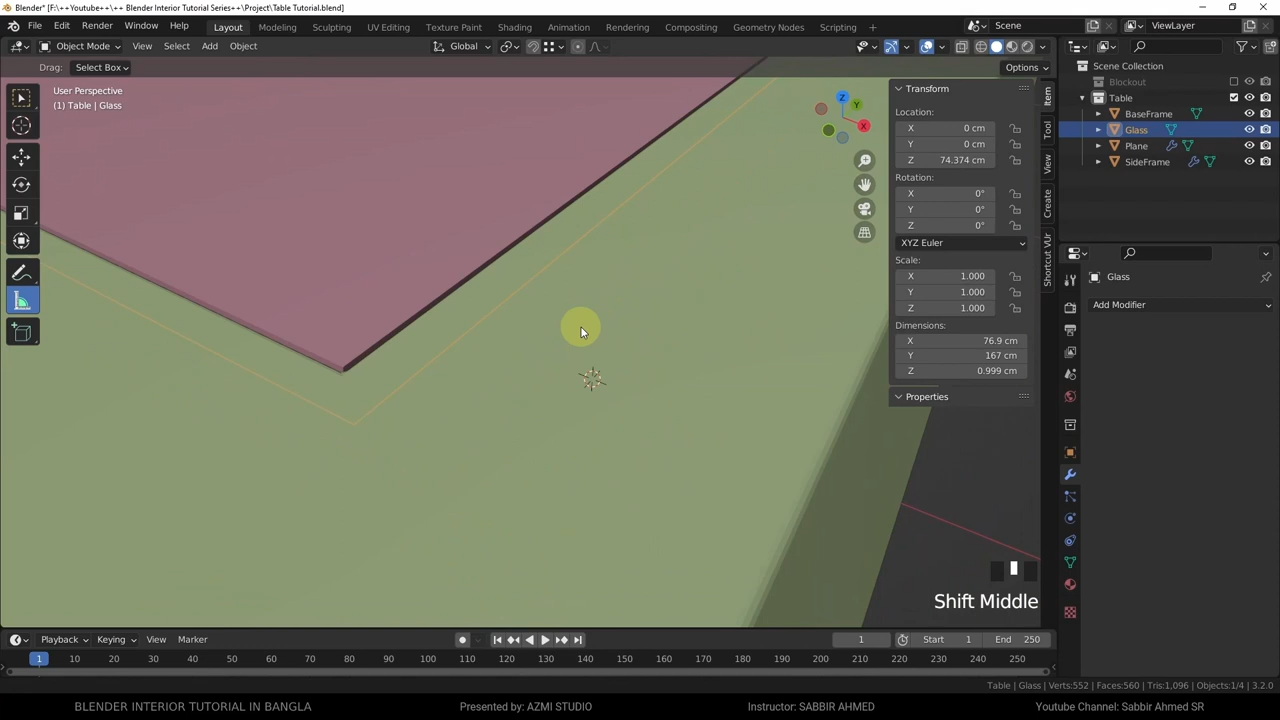 Blender* [F:\++Youtube++\++ Blender Interior Tutorial Series++\Project\Table Tutorial.blend]
File Edit Render Window Help Layout Modeling Sculpting UV Editing Texture Paint Shading Animation Rendering Compositing Geometry Nodes Scripting + Scene ViewLayer
Object Mode View Select Add Object Global
Drag: Select Box Options
User Perspective
(1) Table | Glass
Z
Y
X
Transform
Location:
X 0 cm
Y 0 cm
Z 74.374 cm
Rotation:
X 0°
Y 0°
Z 0°
XYZ Euler
Scale:
X 1.000
Y 1.000
Z 1.000
Dimensions:
X 76.9 cm
Y 167 cm
Z 0.999 cm
Properties
Item
Tool
View
Create
Shortcut VUr
Scene Collection
Blockout
Table
BaseFrame
Glass
Plane
SideFrame
Glass
Add Modifier
Shift Middle
Playback Keying View Marker 1 Start 1 End 250
1 10 20 30 40 50 60 70 80 90 100 110 120 130 140 150 160 170 180 190 200 210 220 230 240 250
Table | Glass | Verts:552 | Faces:560 | Tris:1,096 | Objects:1/4 | 3.2.0
BLENDER INTERIOR TUTORIAL IN BANGLA Presented by: AZMI STUDIO Instructor: SABBIR AHMED Youtube Channel: Sabbir Ahmed SR